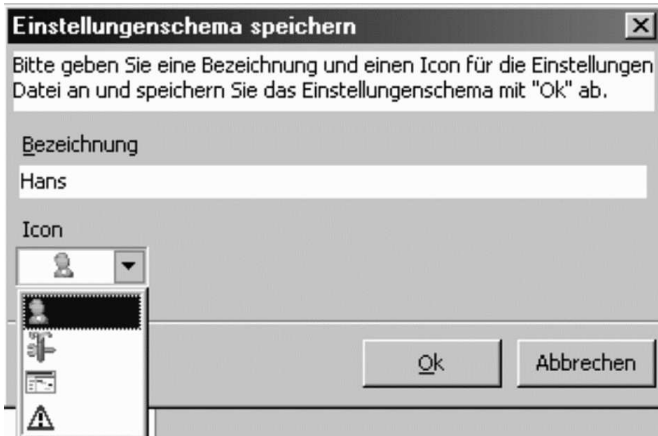 Einstellungenschema speichern
Bitte geben Sie eine Bezeichnung und einen Icon für die Einstellungen
Datei an und speichern Sie das Einstellungenschema mit "Ok" ab.
Bezeichnung
Hans
Icon
Ok
Abbrechen